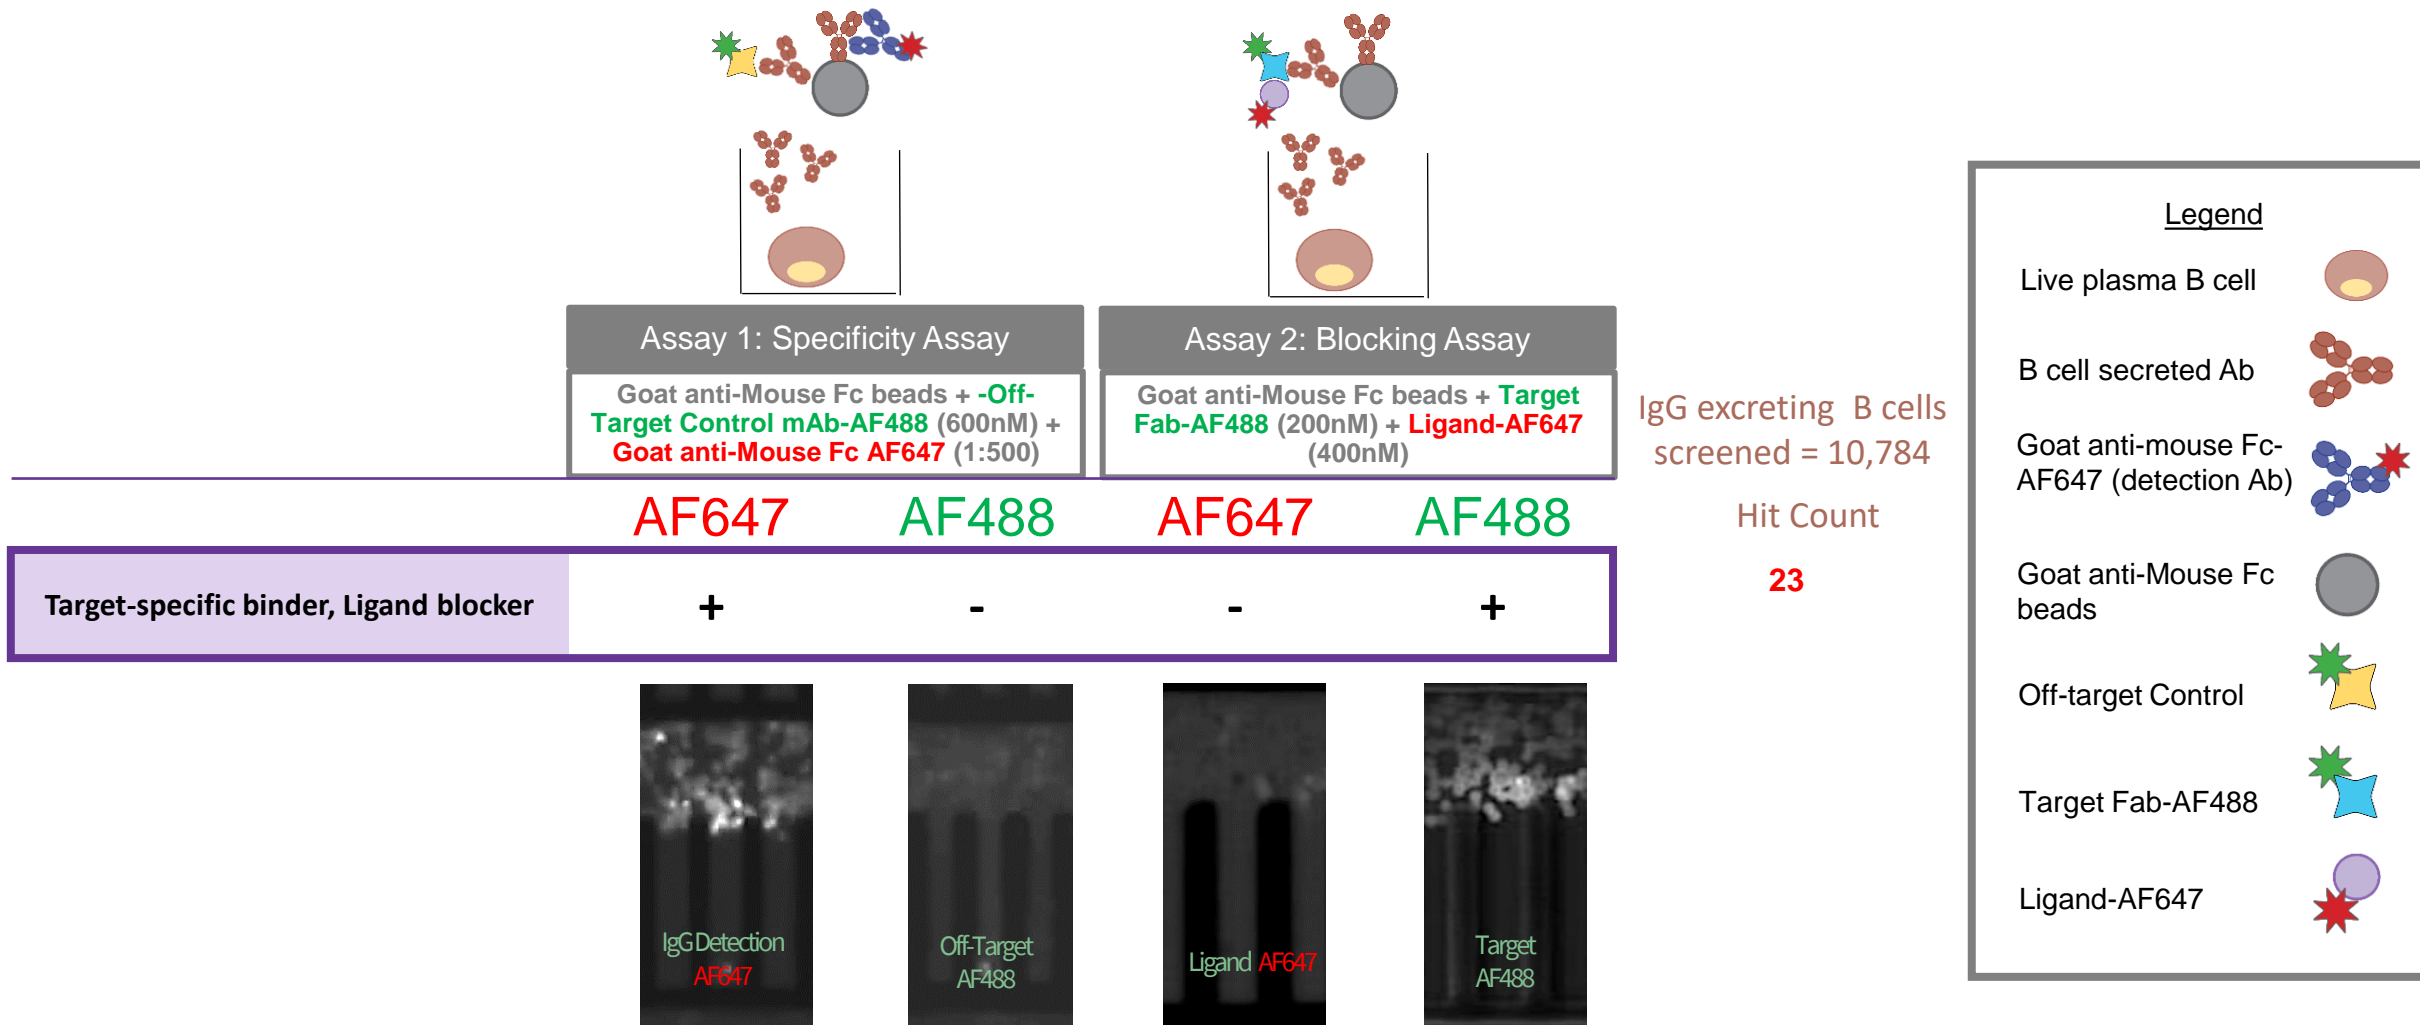 Assay 1: Specificity Assay
Goat anti-Mouse Fc beads + -Off-
Target Control mAb-AF488 (600nM) +
Goat anti-Mouse Fc AF647 (1:500)
Assay 2: Blocking Assay
Goat anti-Mouse Fc beads + Target
Fab-AF488 (200nM) + Ligand-AF647
(400nM)
IgG excreting B cells
screened = 10,784
Hit Count
23
AF647
AF488
AF647
AF488
Target-specific binder, Ligand blocker
+
-
-
+
IgG Detection
AF647
Off-Target
AF488
Ligand AF647
Target
AF488
Legend
Live plasma B cell
B cell secreted Ab
Goat anti-mouse Fc-
AF647 (detection Ab)
Goat anti-Mouse Fc
beads
Off-target Control
Target Fab-AF488
Ligand-AF647